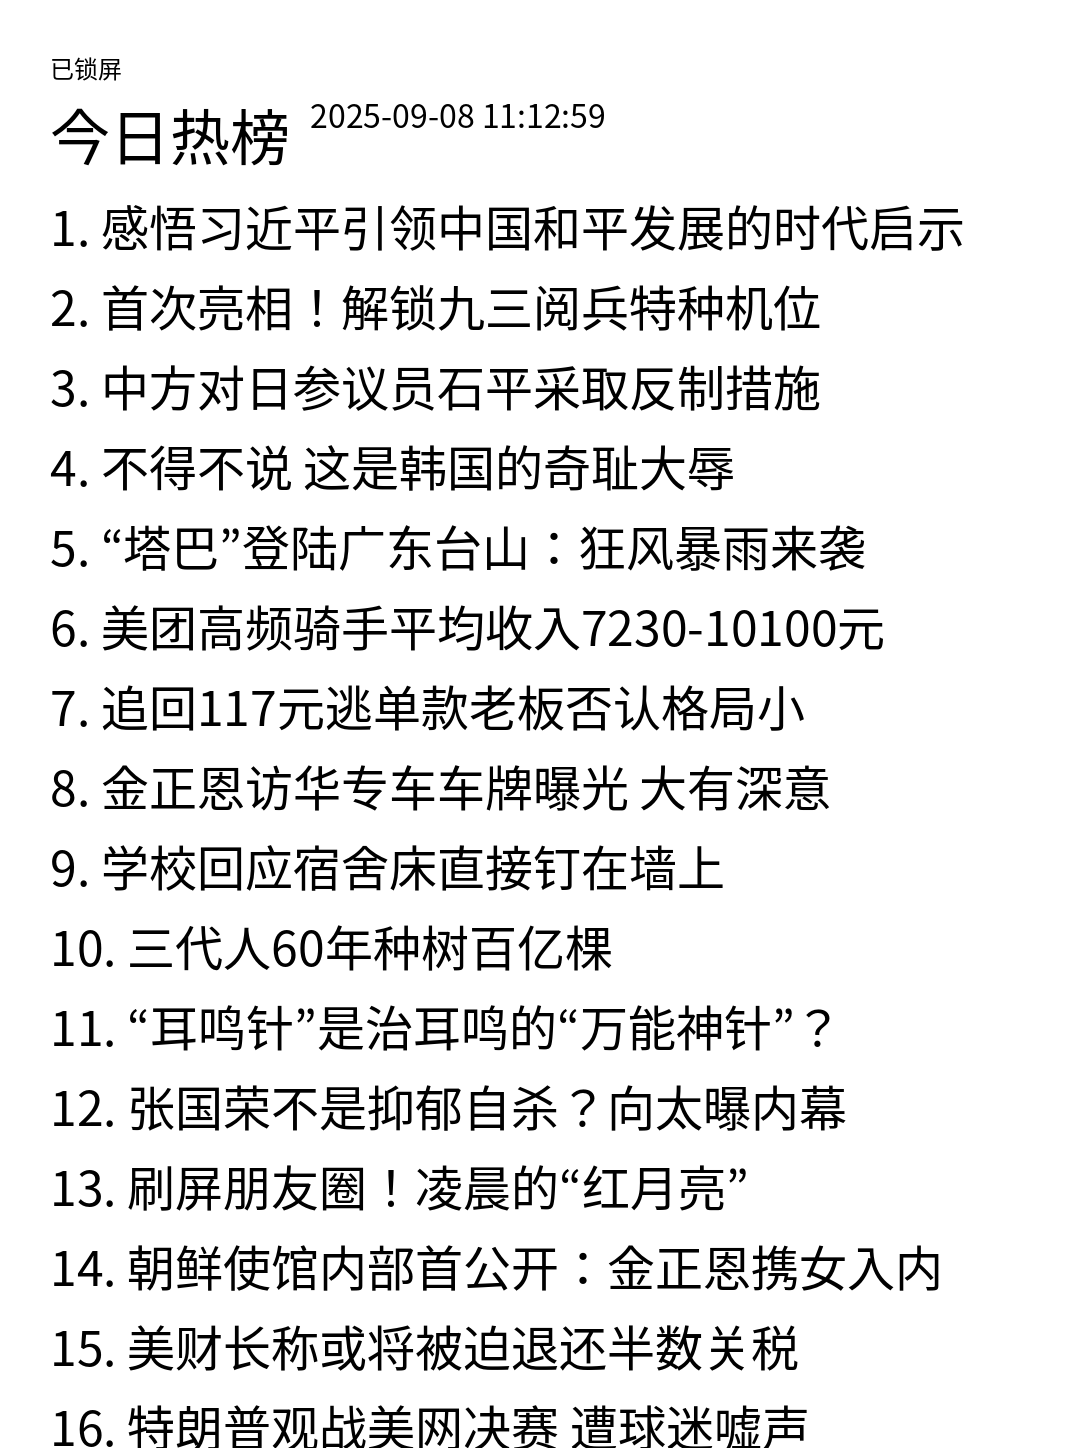 已锁屏
今日热榜 2025-09-08 11:12:59
1. 感悟习近平引领中国和平发展的时代启示
2. 首次亮相！解锁九三阅兵特种机位
3. 中方对日参议员石平采取反制措施
4. 不得不说 这是韩国的奇耻大辱
5. “塔巴”登陆广东台山：狂风暴雨来袭
6. 美团高频骑手平均收入7230-10100元
7. 追回117元逃单款老板否认格局小
8. 金正恩访华专车车牌曝光 大有深意
9. 学校回应宿舍床直接钉在墙上
10. 三代人60年种树百亿棵
11. “耳鸣针”是治耳鸣的“万能神针”？
12. 张国荣不是抑郁自杀？向太曝内幕
13. 刷屏朋友圈！凌晨的“红月亮”
14. 朝鲜使馆内部首公开：金正恩携女入内
15. 美财长称或将被迫退还半数关税
16. 特朗普观战美网决赛 遭球迷嘘声